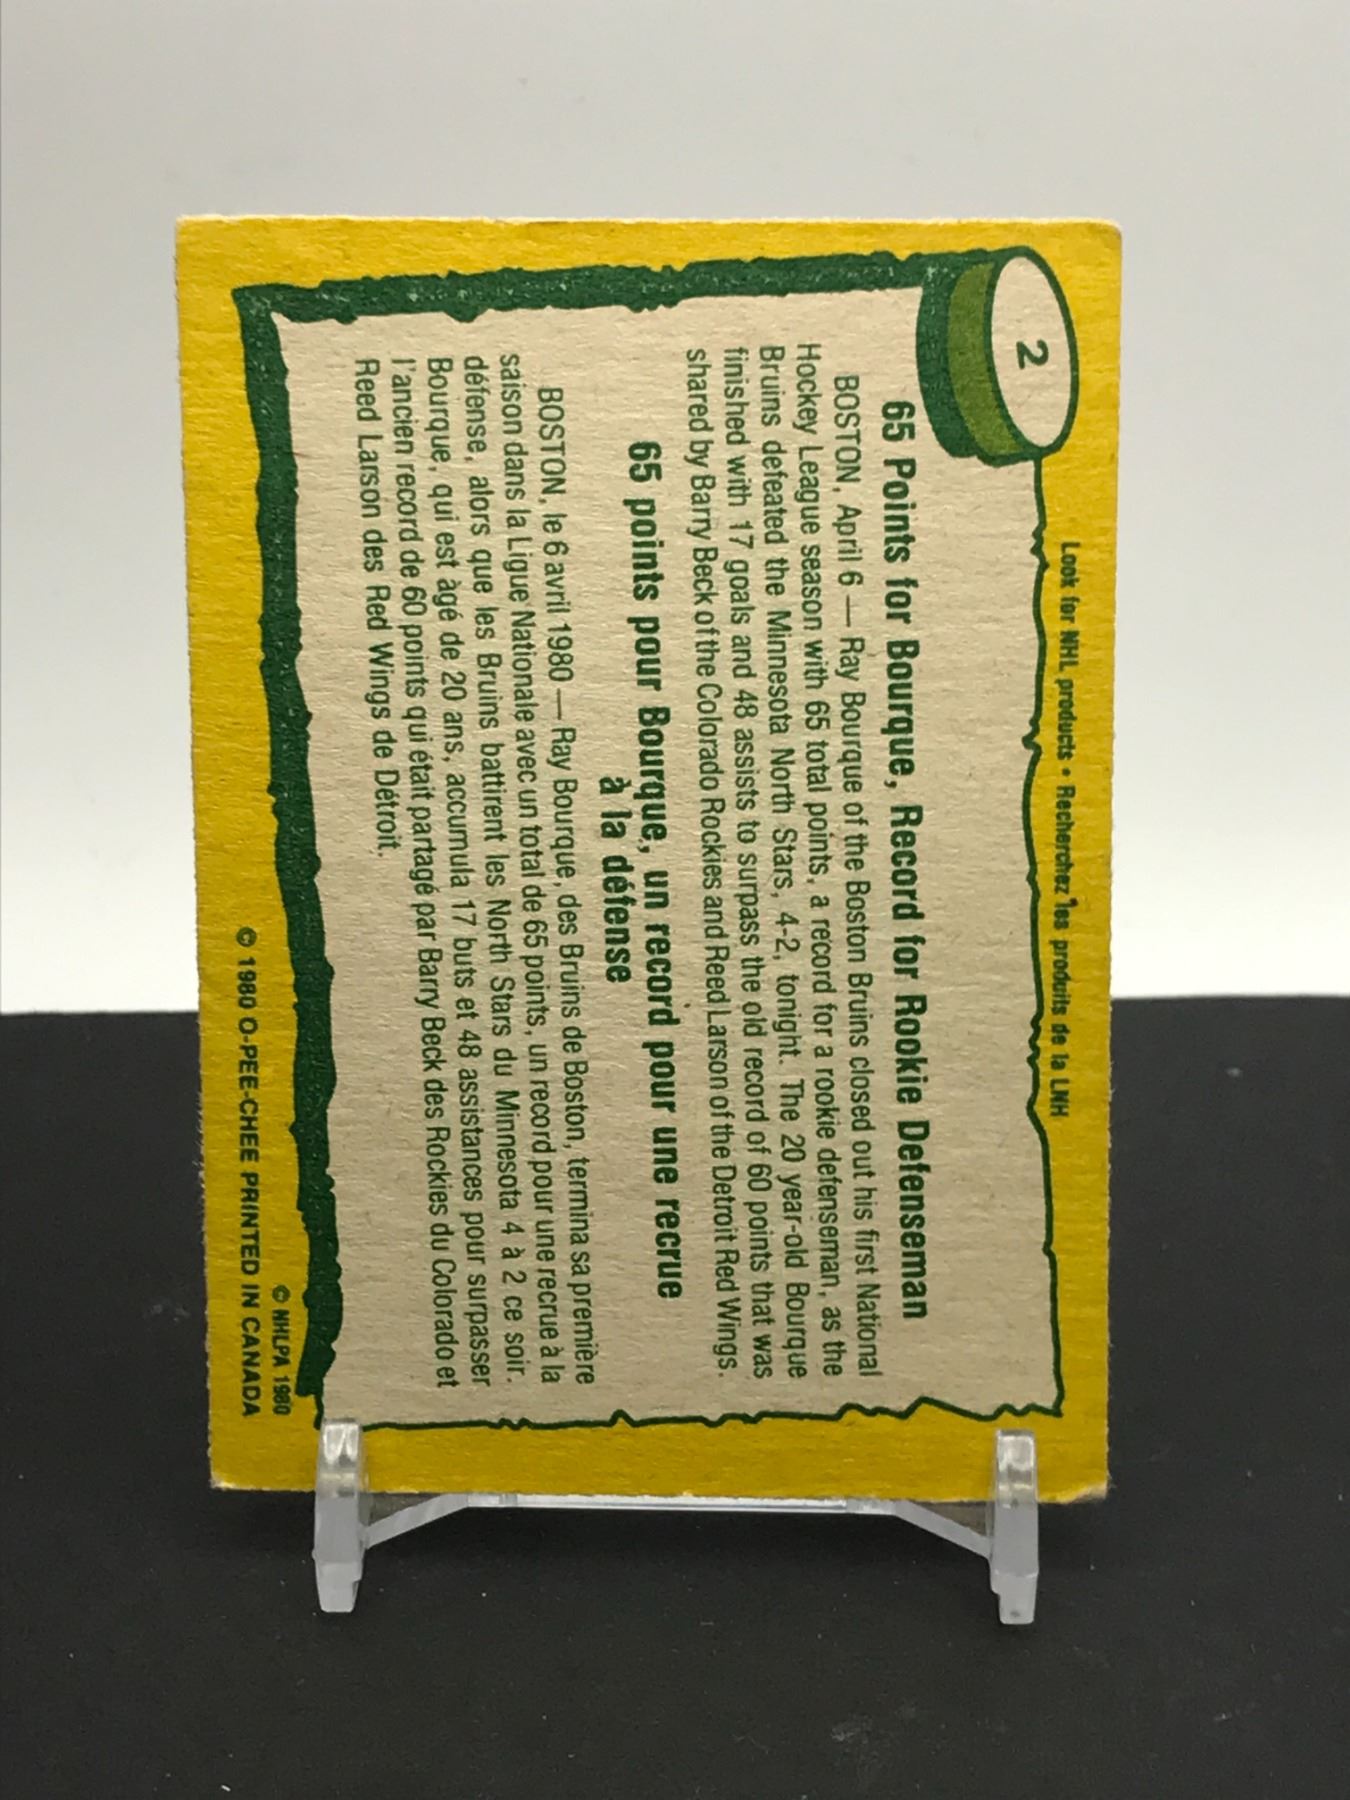 2
Look for NHL products • Recherchez les produits de la LNH
65 Points for Bourque, Record for Rookie Defenseman
BOSTON, April 6 — Ray Bourque of the Boston Bruins closed out his first National
Hockey League season with 65 total points, a record for a rookie defenseman, as the
Bruins defeated the Minnesota North Stars, 4-2, tonight. The 20 year-old Bourque
finished with 17 goals and 48 assists to surpass the old record of 60 points that was
shared by Barry Beck of the Colorado Rockies and Reed Larson of the Detroit Red Wings.
65 points pour Bourque, un record pour une recrue
à la défense
BOSTON, le 6 avril 1980 — Ray Bourque, des Bruins de Boston, termina sa première
saison dans la Ligue Nationale avec un total de 65 points, un record pour une recrue à la
défense, alors que les Bruins battirent les North Stars du Minnesota 4 à 2 ce soir.
Bourque, qui est àgé de 20 ans, accumula 17 buts et 48 assistances pour surpasser
l'ancien record de 60 points qui était partagé par Barry Beck des Rockies du Colorado et
Reed Larson des Red Wings de Détroit.
© NHLPA 1980
© 1980 O-PEE-CHEE PRINTED IN CANADA